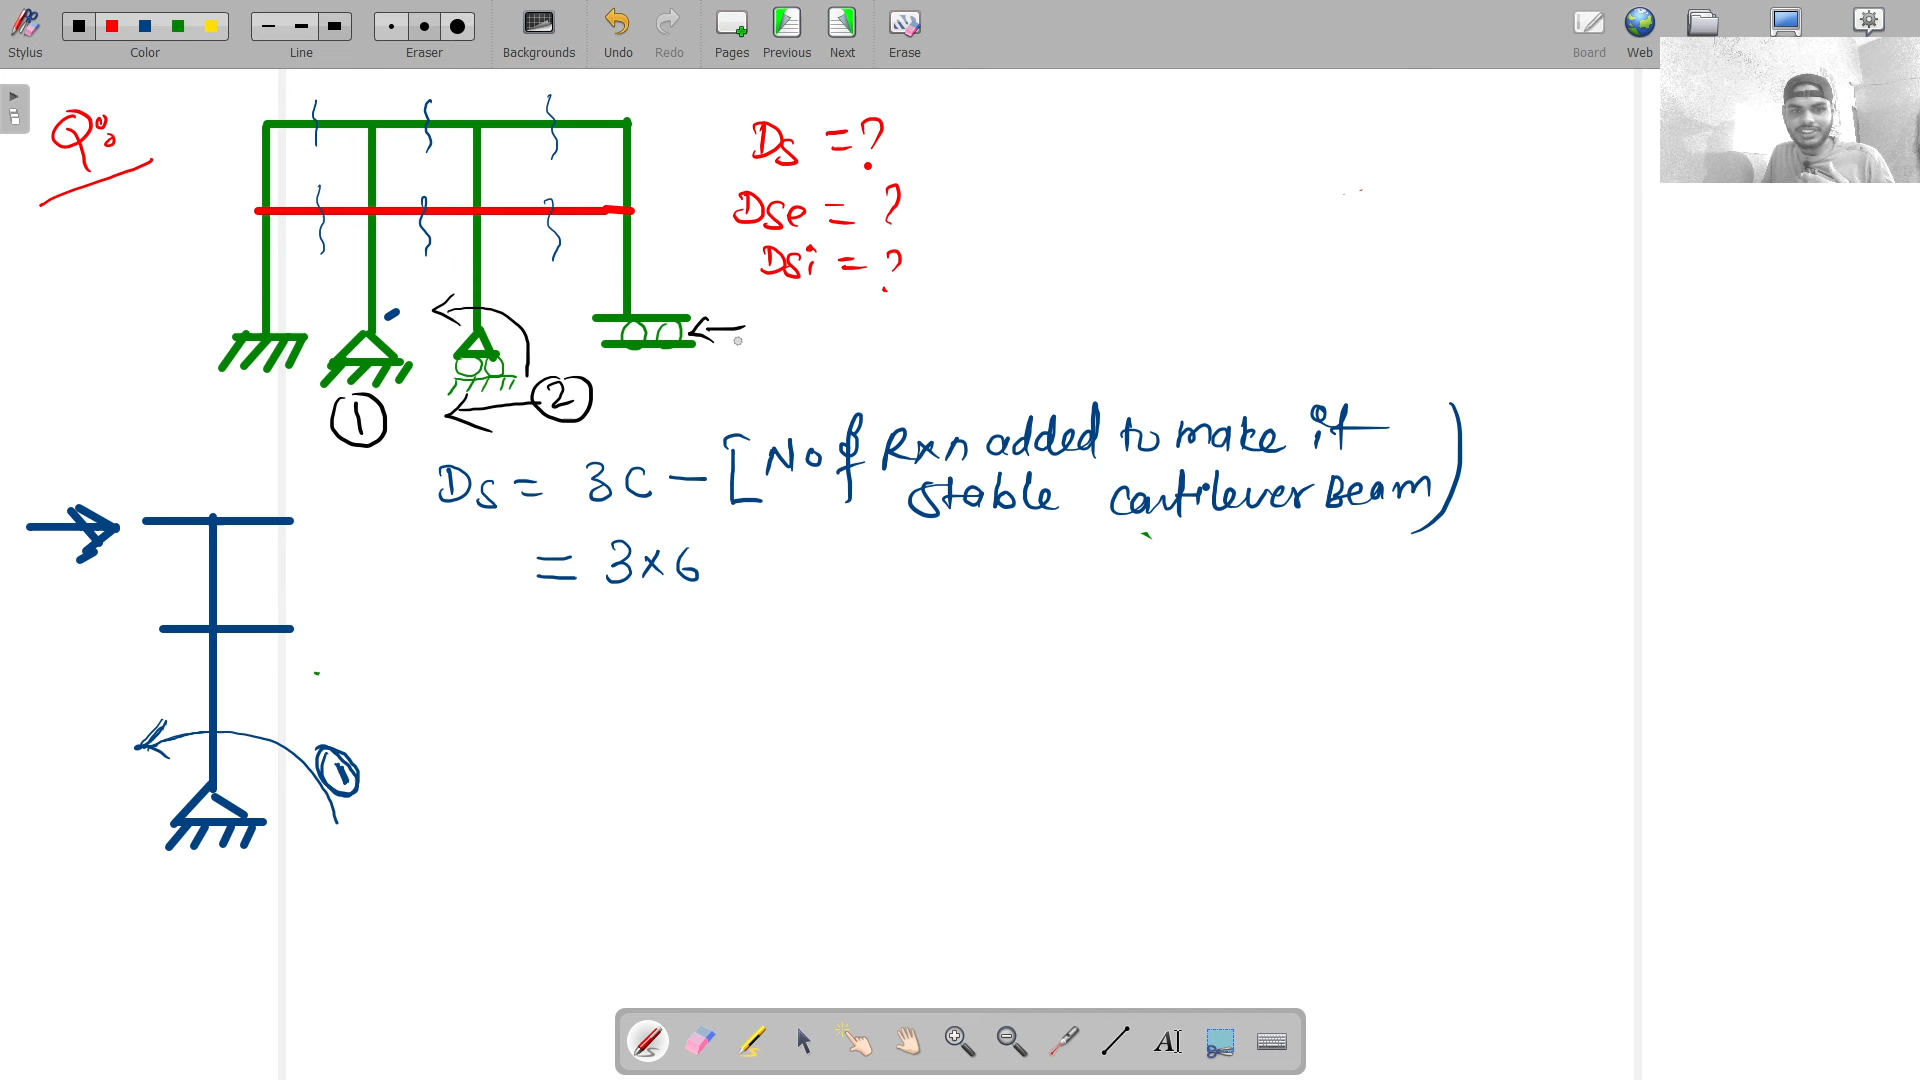 Stylus
Color
Line
Eraser
Backgrounds
Undo
Redo
Pages
Previous
Next
Erase
Board
Web
Q:
Ds = ?
Dse = ?
Dsi = ?
1
2
Ds = 3C - [No of Rxn added to make it
stable cantilever Beam)
= 3×6
1
AI